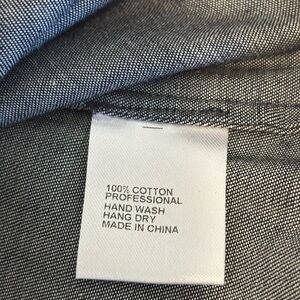 100% COTTON
PROFESSIONAL
HAND WASH
HANG DRY
MADE IN CHINA